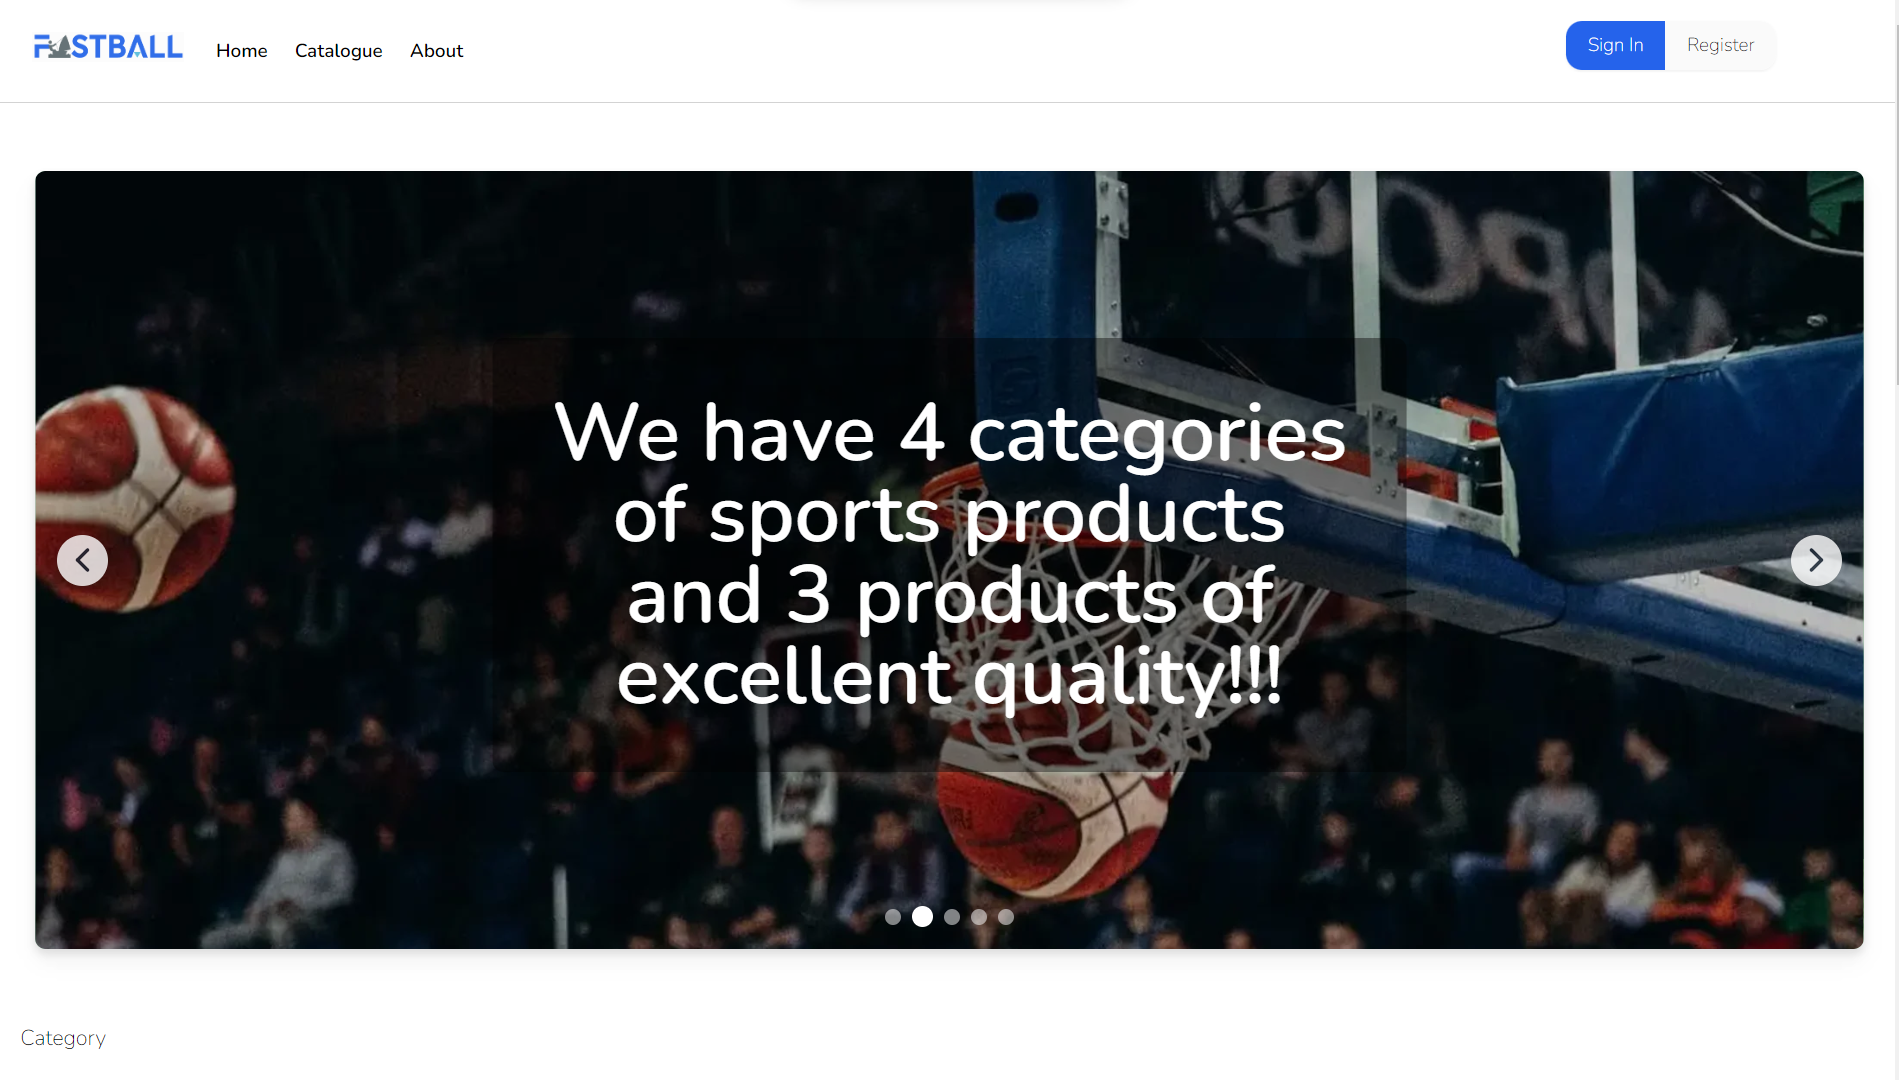 FASTBALL
Home
Catalogue
About
Sign In
Register
We have 4 categories
of sports products
and 3 products of
excellent quality!!!
Category